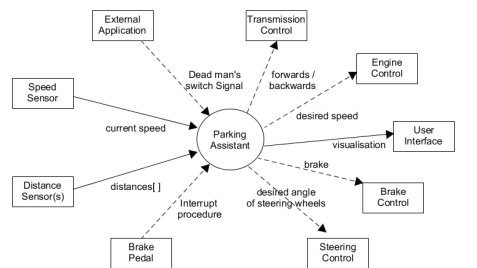 External
Application
Transmission
Control
Engine
Control
Dead man's
switch Signal
forwards /
backwards
Speed
Sensor
desired speed
current speed
Parking
Assistant
User
Interface
visualisation
brake
Distance
Sensor(s)
distances[ ]
Brake
Control
desired angle
of steering wheels
Interrupt
procedure
Brake
Pedal
Steering
Control